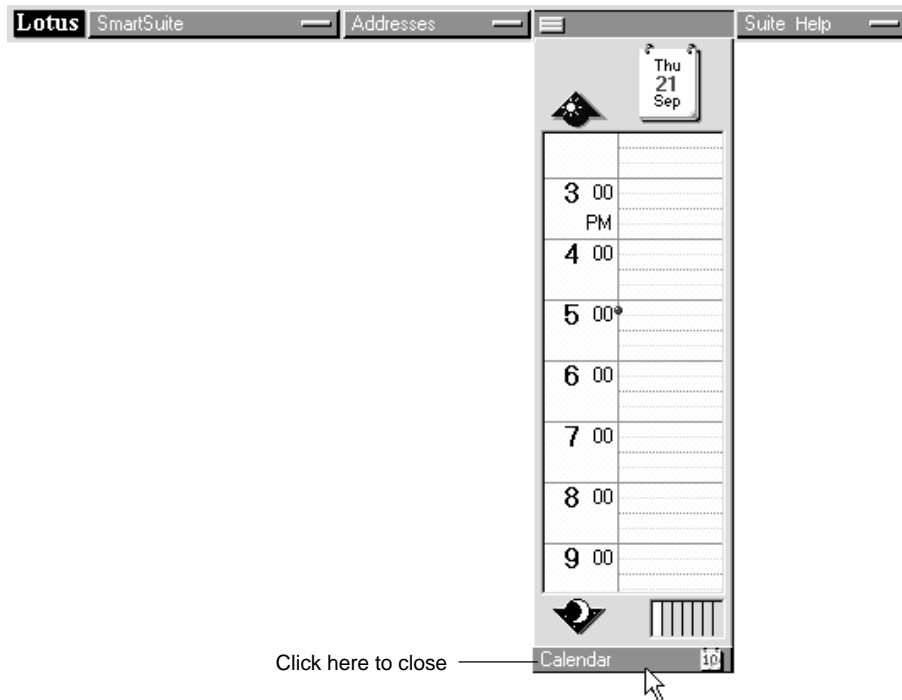 Lotus SmartSuite Addresses Suite Help
Thu
21
Sep
3 00
PM
4 00
5 00
6 00
7 00
8 00
9 00
Click here to close Calendar 10